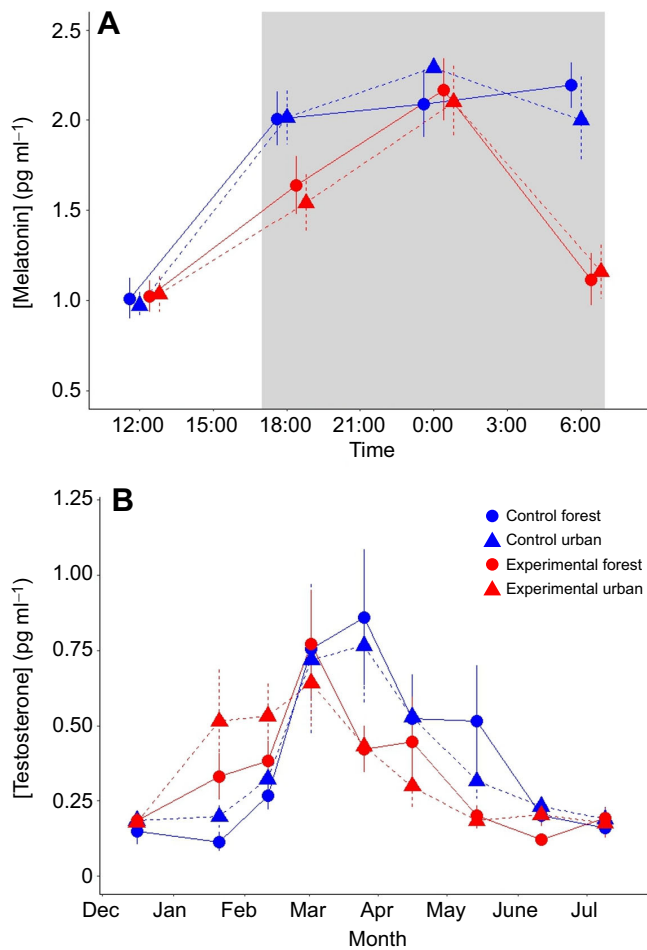 A
2.5
2.0
1.5
1.0
0.5
[Melatonin] (pg ml⁻¹)
12:00 15:00 18:00 21:00 0:00 3:00 6:00
Time
B
1.25
1.00
0.75
0.50
0.25
0
[Testosterone] (pg ml⁻¹)
Control forest
Control urban
Experimental forest
Experimental urban
Dec Jan Feb Mar Apr May June Jul
Month